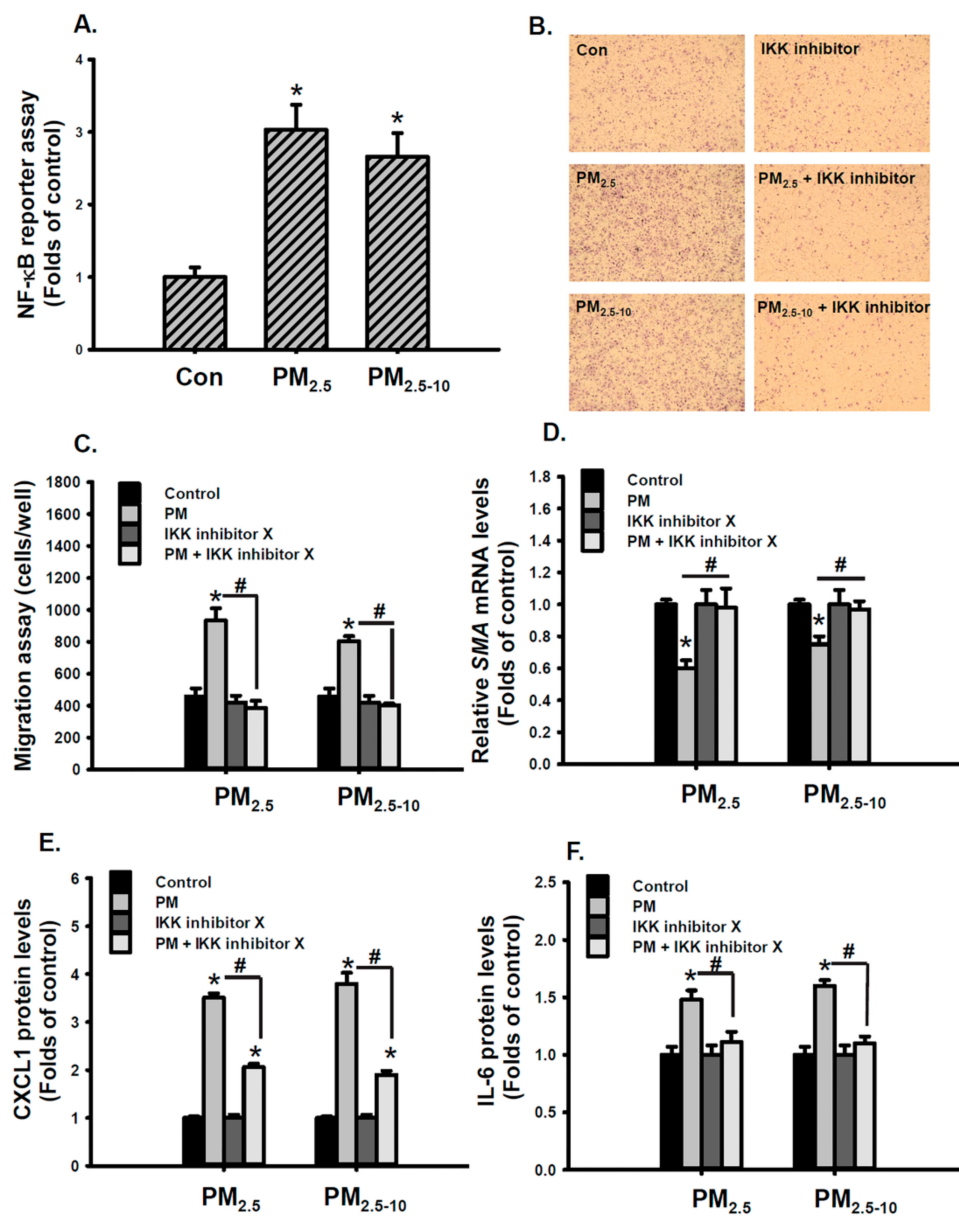 A.
NF-κB reporter assay
(Folds of control)
4
3
2
1
0
*
*
Con
PM2.5
PM2.5-10
B.
Con
IKK inhibitor
PM2.5
PM2.5 + IKK inhibitor
PM2.5-10
PM2.5-10 + IKK inhibitor
C.
Migration assay (cells/well)
1800
1600
1400
1200
1000
800
600
400
200
0
Control
PM
IKK inhibitor X
PM + IKK inhibitor X
*
#
*
#
PM2.5
PM2.5-10
D.
Relative SMA mRNA levels
(Folds of control)
1.8
1.6
1.4
1.2
1.0
0.8
0.6
0.4
0.2
0.0
Control
PM
IKK inhibitor X
PM + IKK inhibitor X
#
*
#
*
PM2.5
PM2.5-10
E.
CXCL1 protein levels
(Folds of control)
6
5
4
3
2
1
0
Control
PM
IKK inhibitor X
PM + IKK inhibitor X
*
#
*
*
#
*
PM2.5
PM2.5-10
F.
IL-6 protein levels
(Folds of control)
2.5
2.0
1.5
1.0
0.5
0.0
Control
PM
IKK inhibitor X
PM + IKK inhibitor X
*
#
*
#
PM2.5
PM2.5-10